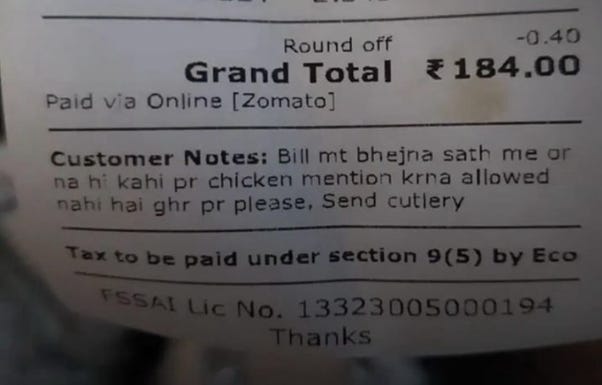 Round off -0.40
Grand Total ₹184.00
Paid via Online [Zomato]
Customer Notes: Bill mt bhejna sath me or
na hi kahi pr chicken mention krna allowed
nahi hai ghr pr please, Send cutlery
Tax to be paid under section 9(5) by Eco
FSSAI Lic No. 13323005000194
Thanks